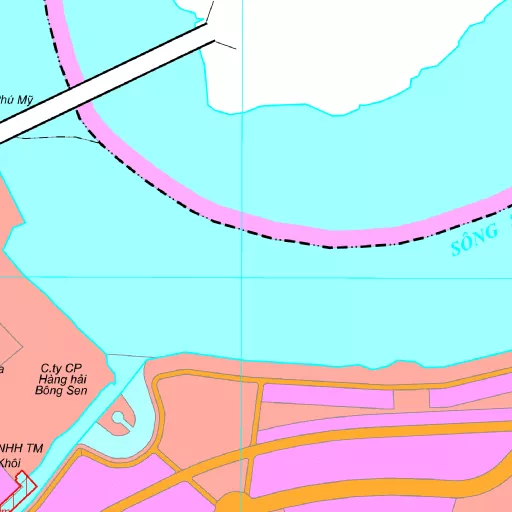 Phú Mỹ
SÔNG
C.ty CP
Hàng hải
Bông Sen
NHH TM
Khôi